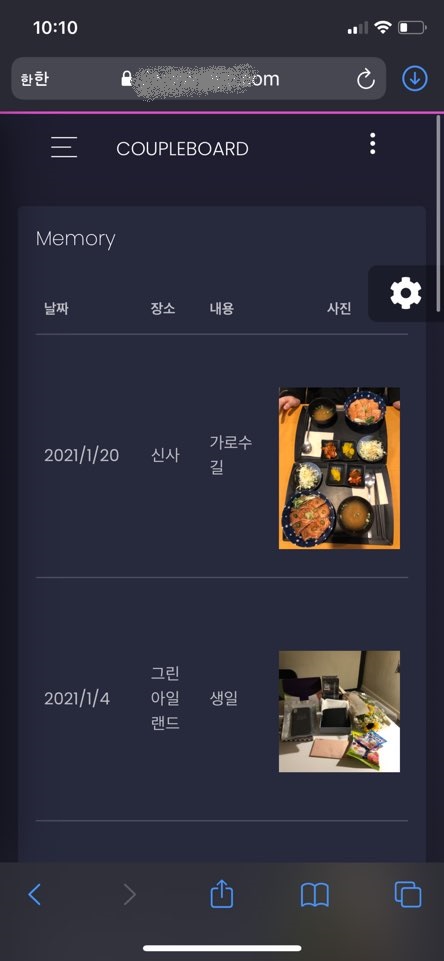 10:10
한한 com
COUPLEBOARD
Memory
날짜 장소 내용 사진
2021/1/20 신사 가로수
길
그린
2021/1/4 아일 생일
랜드